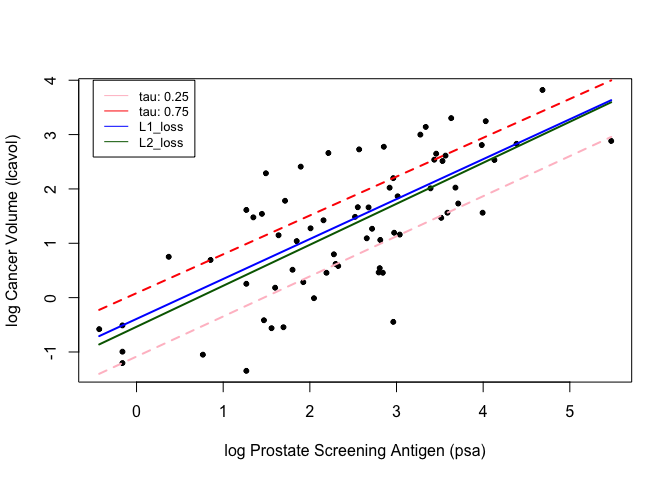 tau: 0.25
tau: 0.75
L1_loss
L2_loss
4
3
2
1
0
-1
log Cancer Volume (lcavol)
0 1 2 3 4 5
log Prostate Screening Antigen (psa)